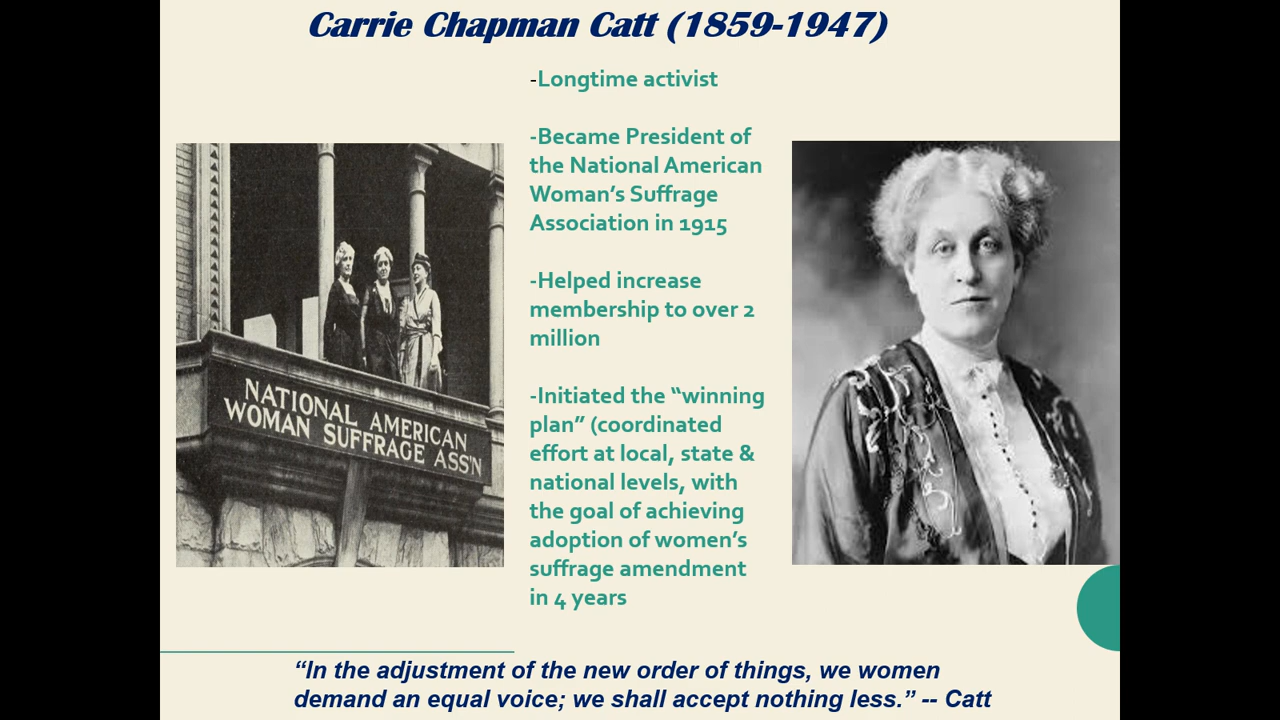 Carrie Chapman Catt (1859-1947)
-Longtime activist
-Became President of
the National American
Woman’s Suffrage
Association in 1915
-Helped increase
membership to over 2
million
-Initiated the “winning
plan” (coordinated
effort at local, state &
national levels, with
the goal of achieving
adoption of women’s
suffrage amendment
in 4 years
NATIONAL AMERICAN
WOMAN SUFFRAGE ASS'N
“In the adjustment of the new order of things, we women
demand an equal voice; we shall accept nothing less.” -- Catt